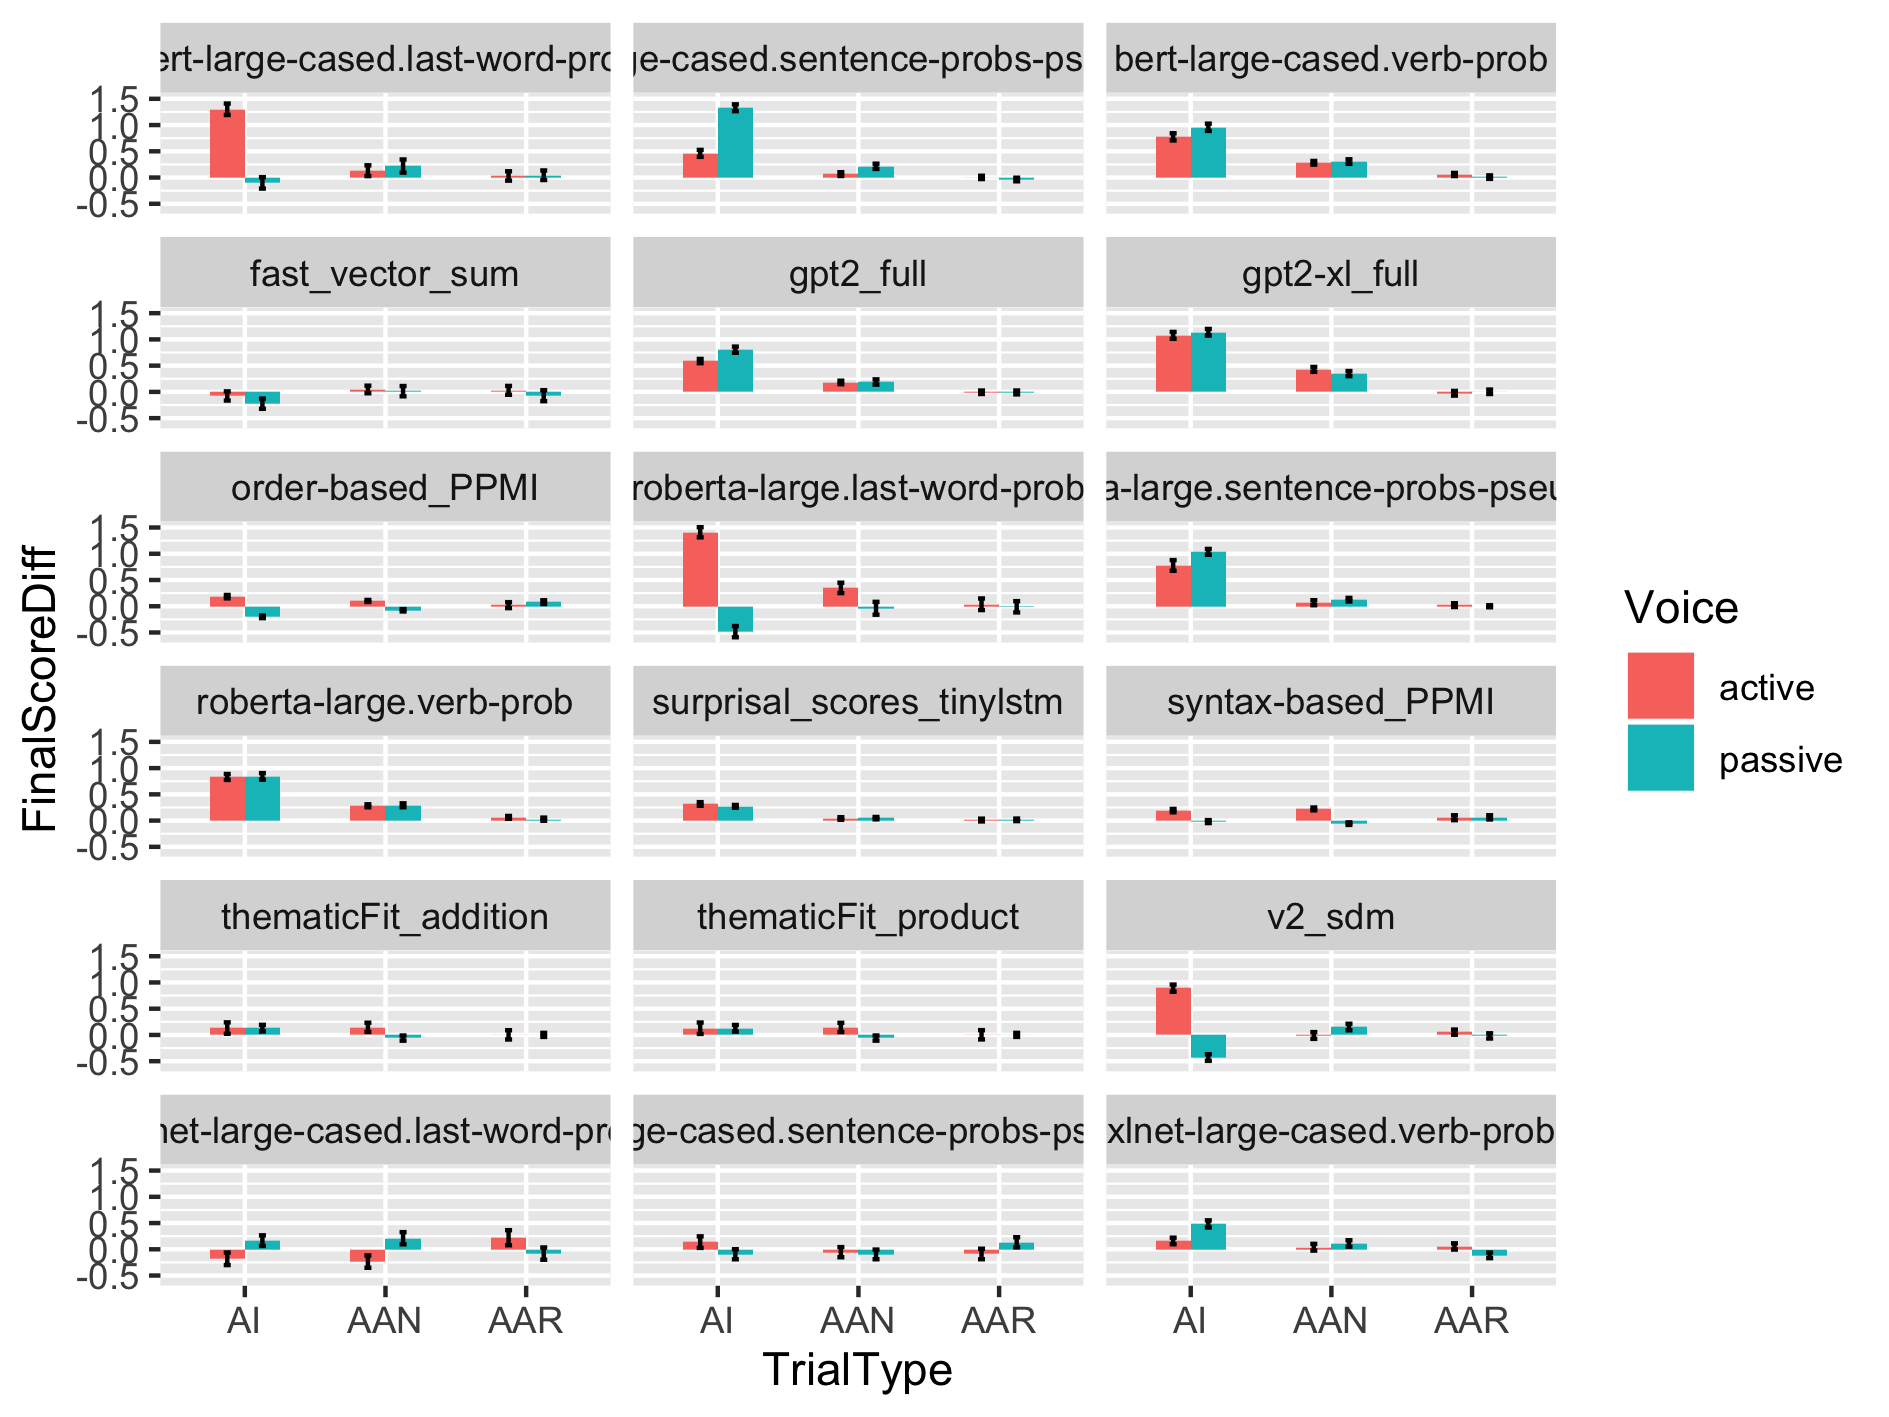 ert-large-cased.last-word-pro
ge-cased.sentence-probs-ps
bert-large-cased.verb-prob
1.5
1.0
0.5
0.0
-0.5
fast_vector_sum
gpt2_full
gpt2-xl_full
1.5
1.0
0.5
0.0
-0.5
order-based_PPMI
roberta-large.last-word-prob
a-large.sentence-probs-pseu
1.5
1.0
0.5
0.0
-0.5
roberta-large.verb-prob
surprisal_scores_tinylstm
syntax-based_PPMI
1.5
1.0
0.5
0.0
-0.5
thematicFit_addition
thematicFit_product
v2_sdm
1.5
1.0
0.5
0.0
-0.5
net-large-cased.last-word-pro
ge-cased.sentence-probs-ps
xlnet-large-cased.verb-prob
1.5
1.0
0.5
0.0
-0.5
AI AAN AAR
AI AAN AAR
AI AAN AAR
TrialType
FinalScoreDiff
Voice
active
passive